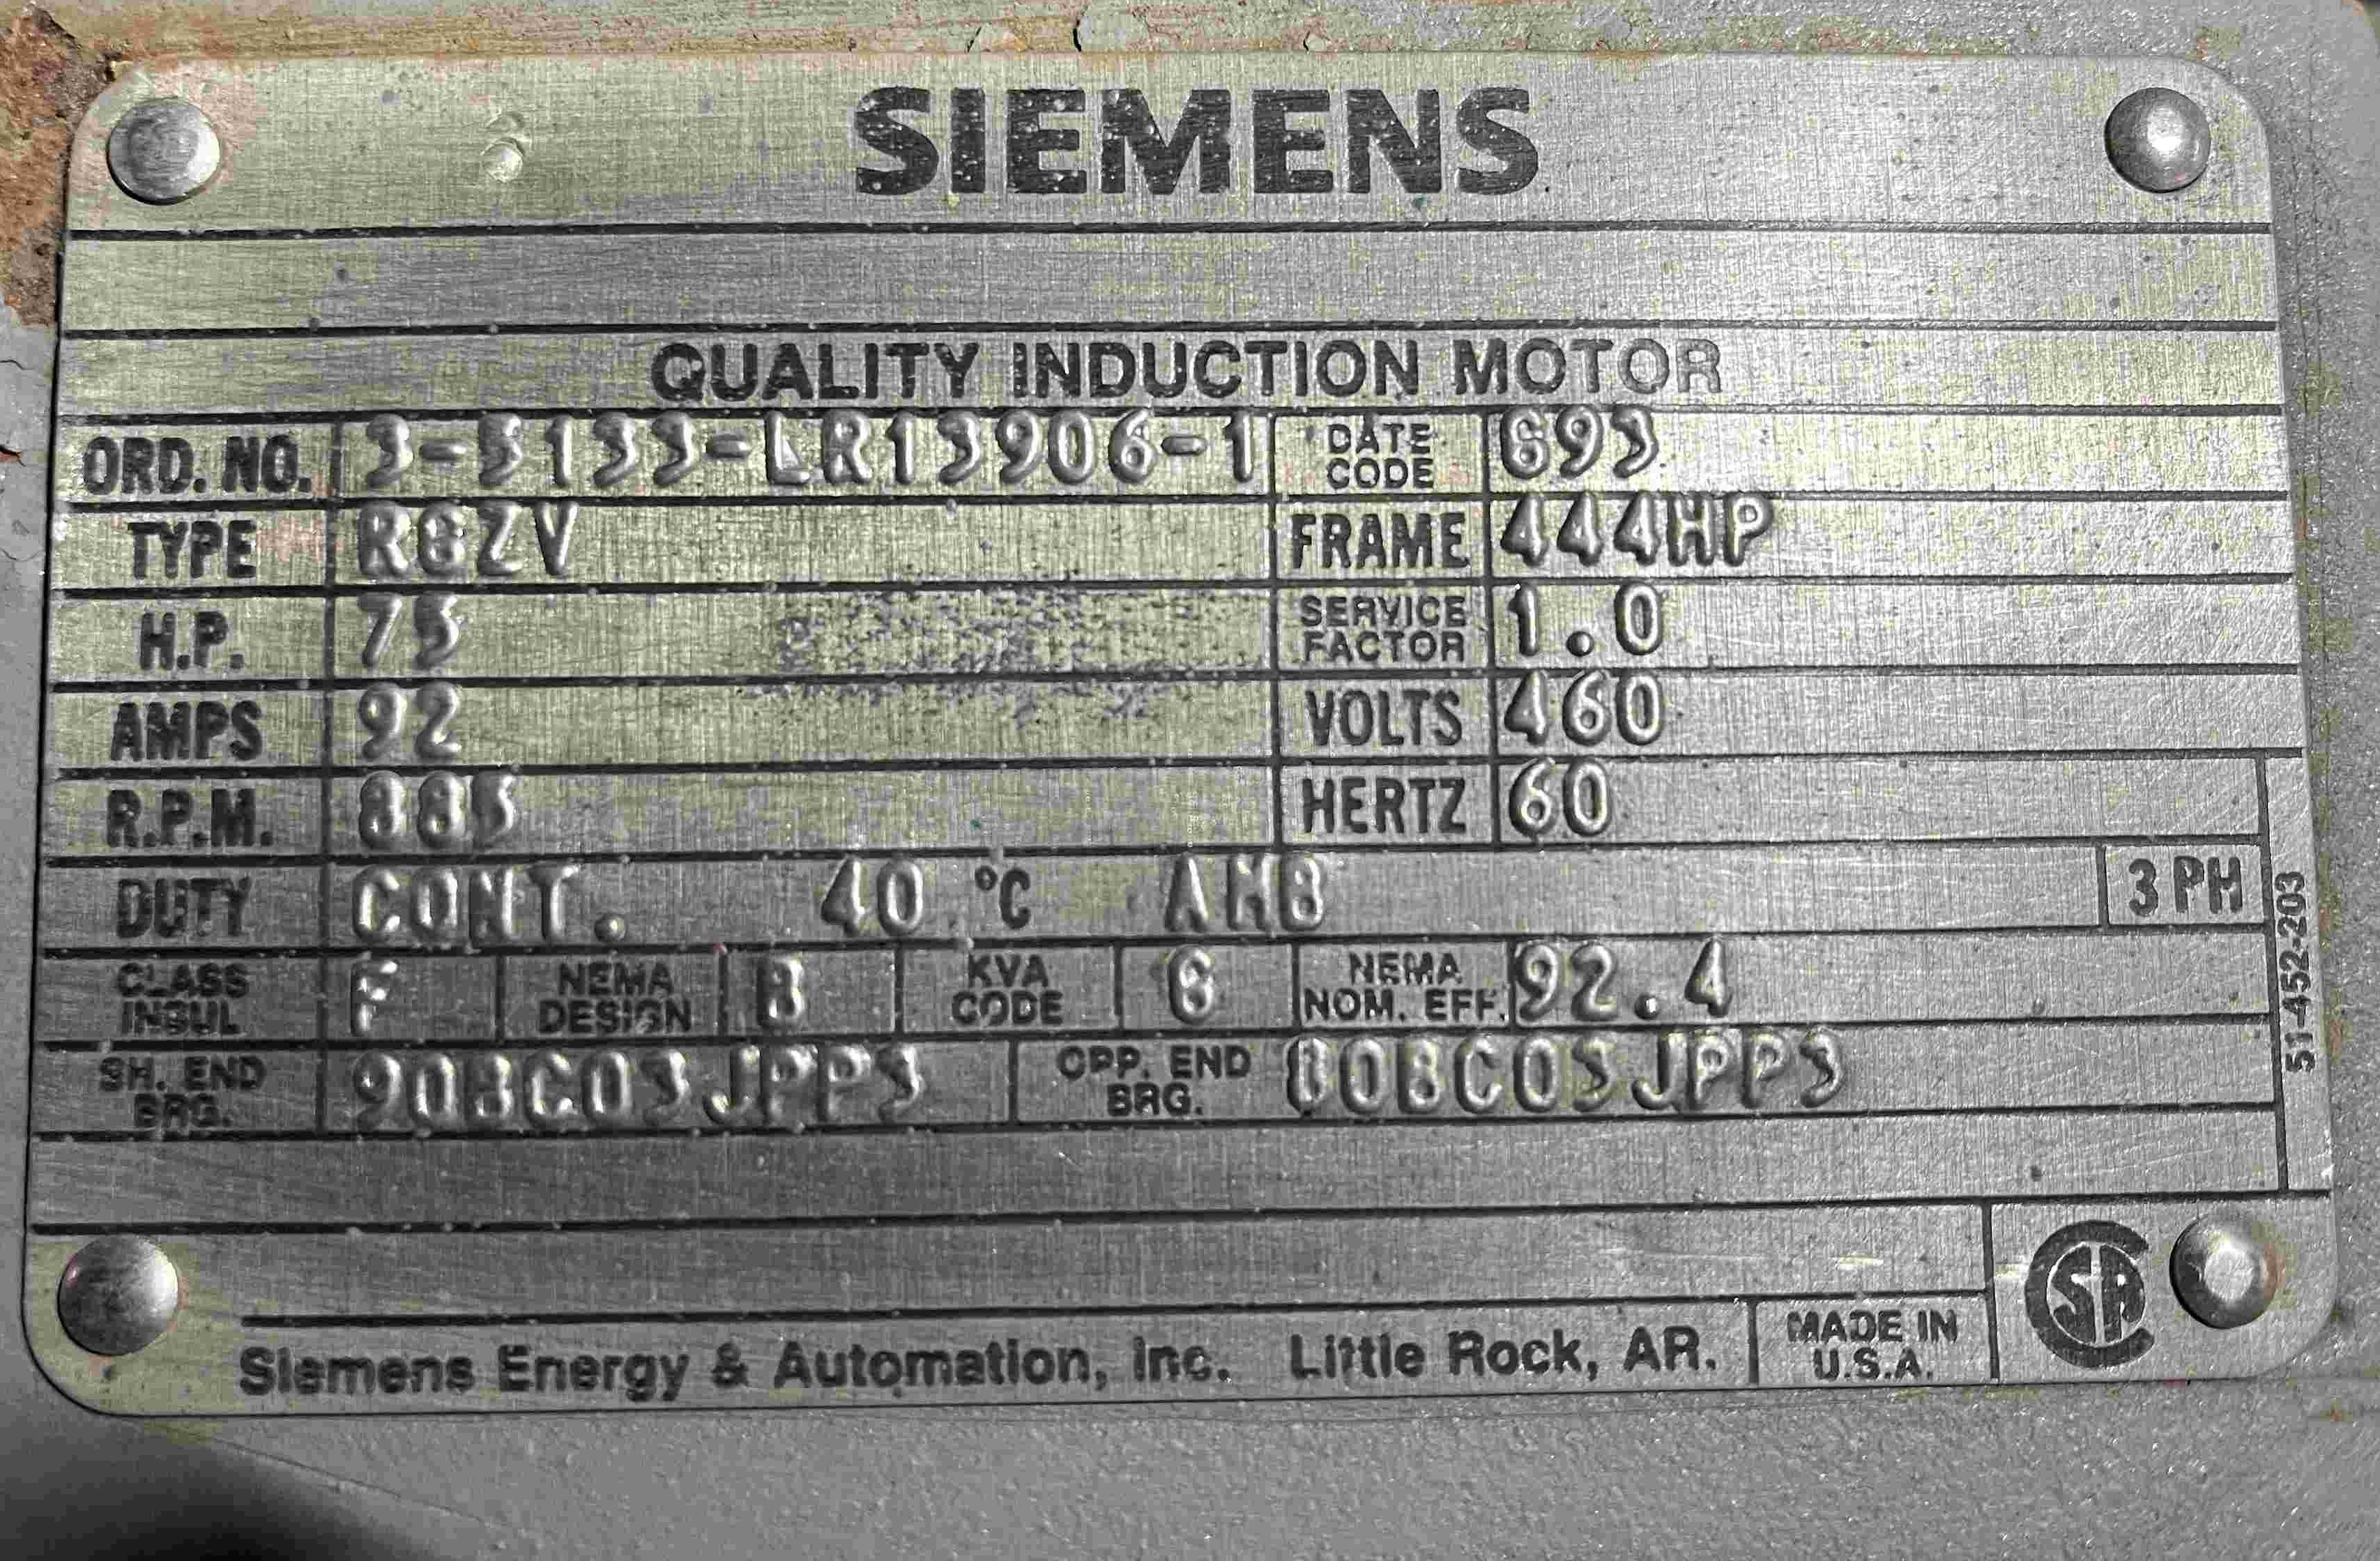 SIEMENS
QUALITY INDUCTION MOTOR
ORD. NO. 3-5133-LR13906-1 DATE CODE G93
TYPE RGZV FRAME 444HP
H.P. 75 SERVICE FACTOR 1.0
AMPS 92 VOLTS 460
R.P.M. 885 HERTZ 60
DUTY CONT. 40 °C AMB 3 PH
CLASS INSUL F NEMA DESIGN B KVA CODE G NEMA NOM. EFF. 92.4
SH. END BRG. 90BC03JPP3 OPP. END BRG. 80BC03JPP3
51-452-203
Siemens Energy & Automation, Inc. Little Rock, AR. MADE IN U.S.A.
CSA